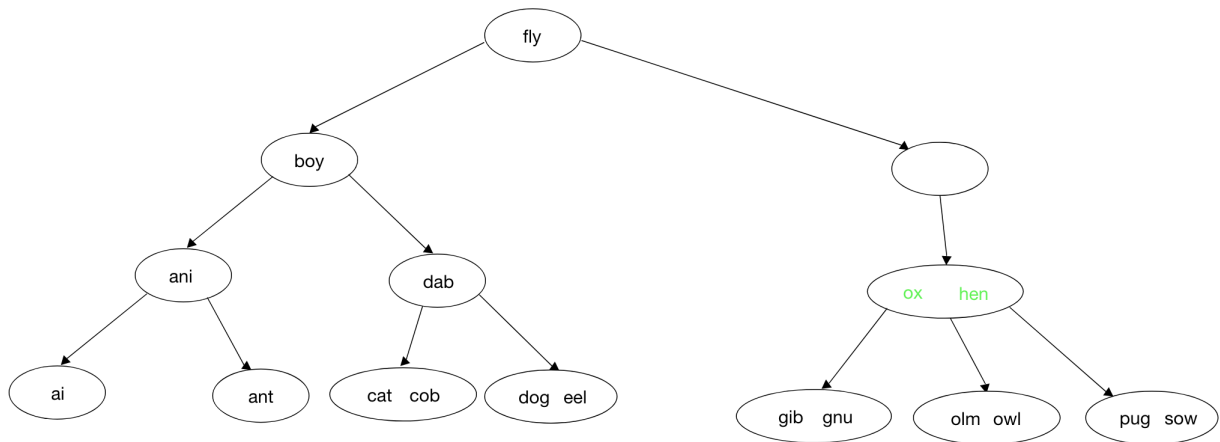 fly
boy
ani
dab
ox hen
ai
ant
cat cob
dog eel
gib gnu
olm owl
pug sow